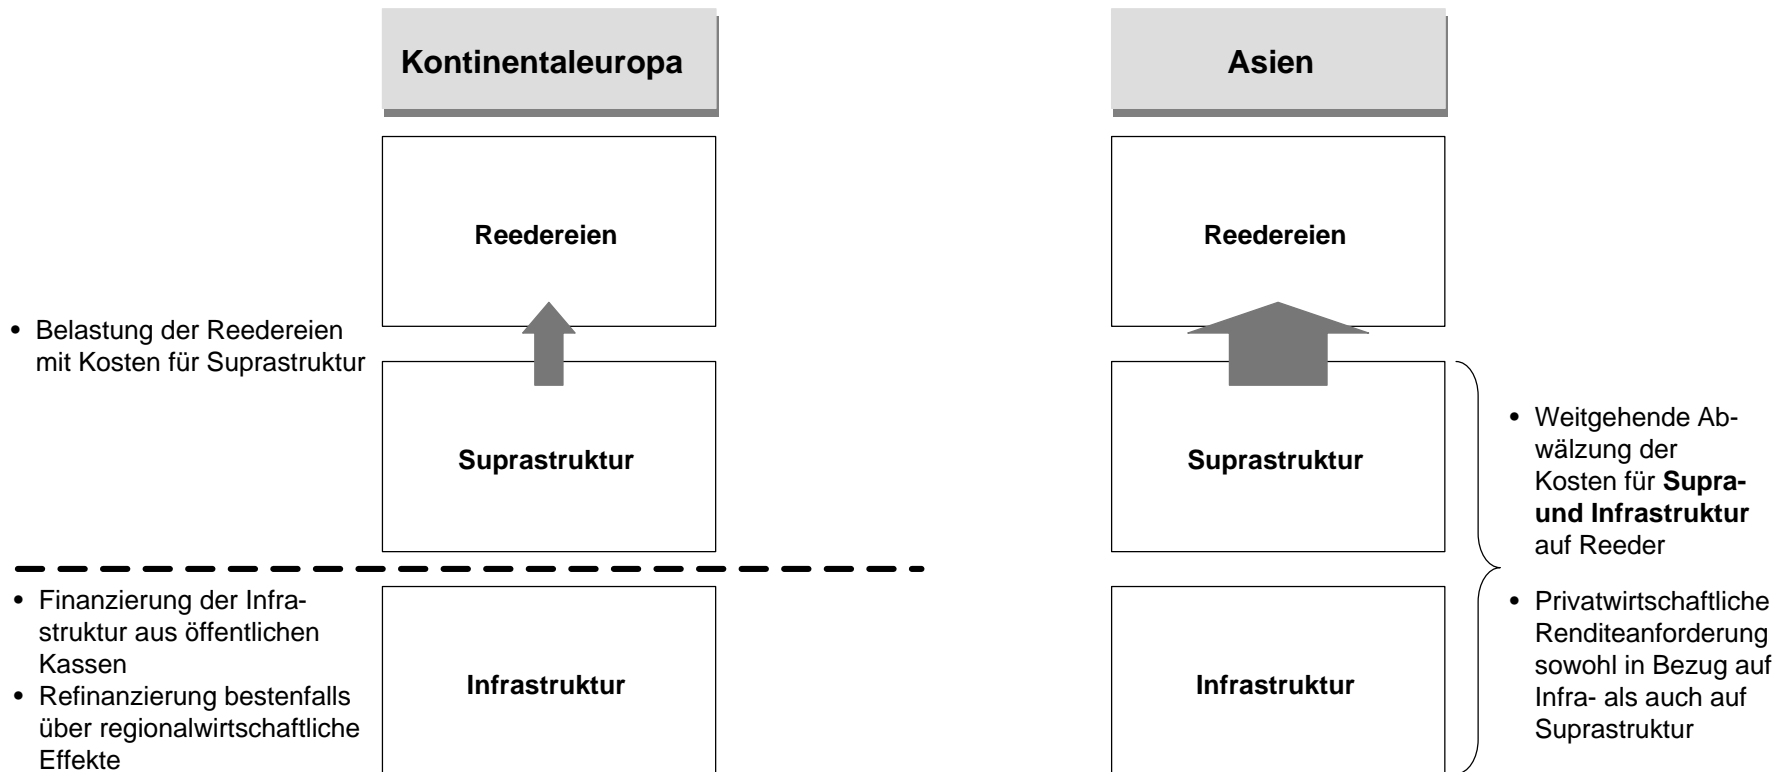 Kontinentaleuropa
Asien
Reedereien
Reedereien
• Belastung der Reedereien
mit Kosten für Suprastruktur
Suprastruktur
Suprastruktur
• Weitgehende Ab-
wälzung der
Kosten für Supra-
und Infrastruktur
auf Reeder
• Finanzierung der Infra-
struktur aus öffentlichen
Kassen
• Refinanzierung bestenfalls
über regionalwirtschaftliche
Effekte
Infrastruktur
Infrastruktur
• Privatwirtschaftliche
Renditeanforderung
sowohl in Bezug auf
Infra- als auch auf
Suprastruktur